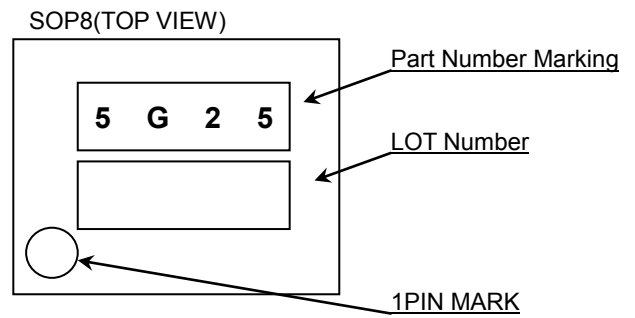 SOP8(TOP VIEW)
Part Number Marking
5 G 2 5
LOT Number
1PIN MARK